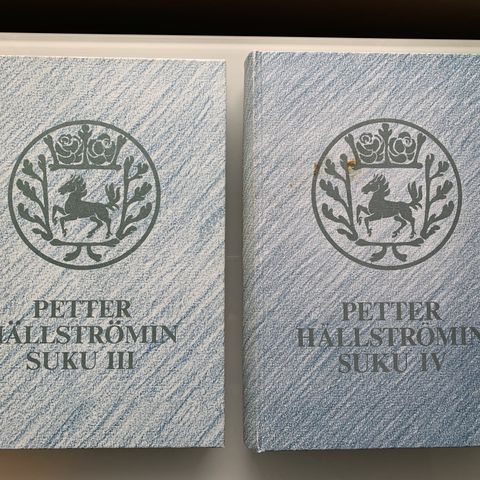 PETTER
HÄLLSTRÖMIN
SUKU III
PETTER
HÄLLSTRÖMIN
SUKU IV